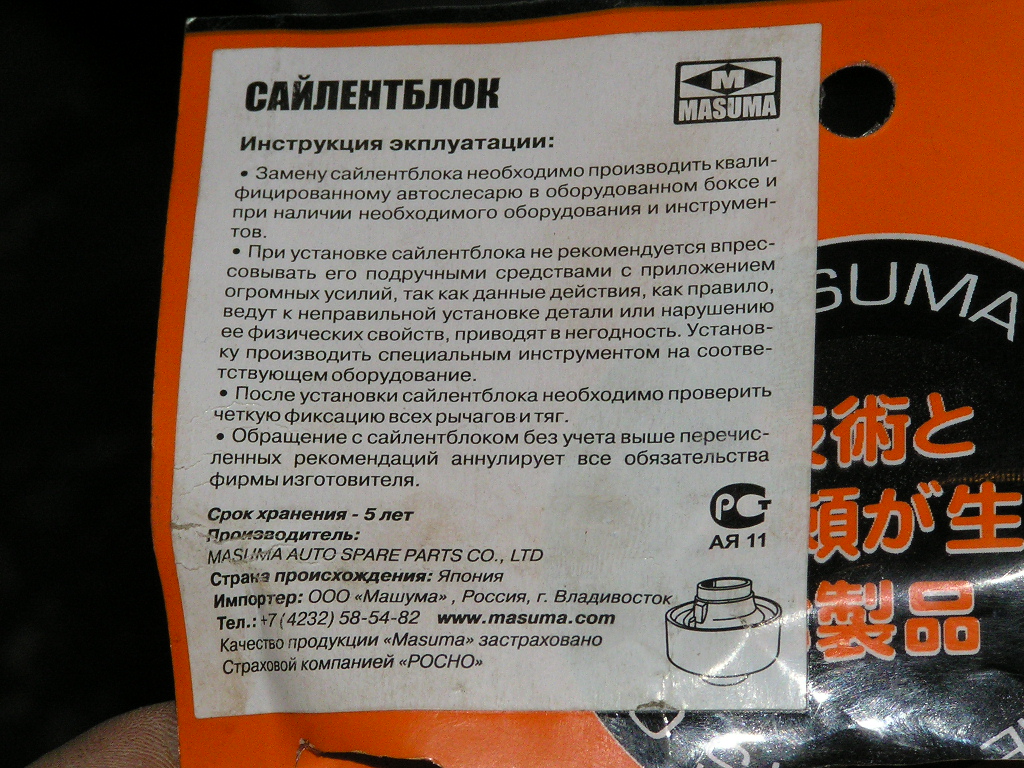 САЙЛЕНТБЛОК
M
MASUMA
Инструкция экплуатации:
• Замену сайлентблока необходимо производить квали-
фицированному автослесарю в оборудованном боксе и
при наличии необходимого оборудования и инструмен-
тов.
• При установке сайлентблока не рекомендуется впрес-
совывать его подручными средствами с приложением
огромных усилий, так как данные действия, как правило,
ведут к неправильной установке детали или нарушению
ее физических свойств, приводят в негодность. Установ-
ку производить специальным инструментом на соотве-
тствующем оборудование.
• После установки сайлентблока необходимо проверить
четкую фиксацию всех рычагов и тяг.
• Обращение с сайлентблоком без учета выше перечис-
ленных рекомендаций аннулирует все обязательства
фирмы изготовителя.
Срок хранения - 5 лет
Производитель:
MASUMA AUTO SPARE PARTS CO., LTD
Страна происхождения: Япония
Импортер: ООО «Машума» , Россия, г. Владивосток
Тел.: +7 (4232) 58-54-82 www.masuma.com
Качество продукции «Masuma» застраховано
Страховой компанией «РОСНО»
РСТ
АЯ 11
SUMA
術と
頼が生
製品